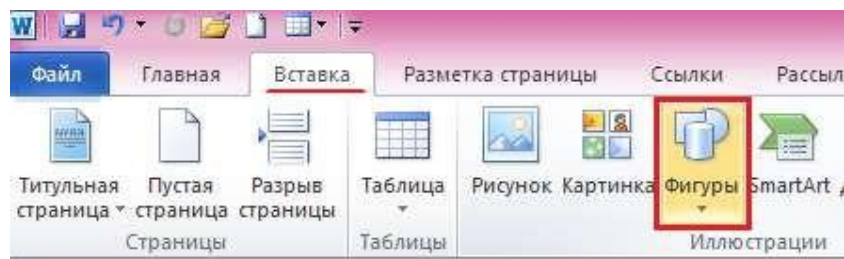 W
Файл Главная Вставка Разметка страницы Ссылки Рассыл
Титульная Пустая Разрыв Таблица Рисунок Картинка Фигуры SmartArt
страница страница страницы
Страницы Таблицы Иллюстрации